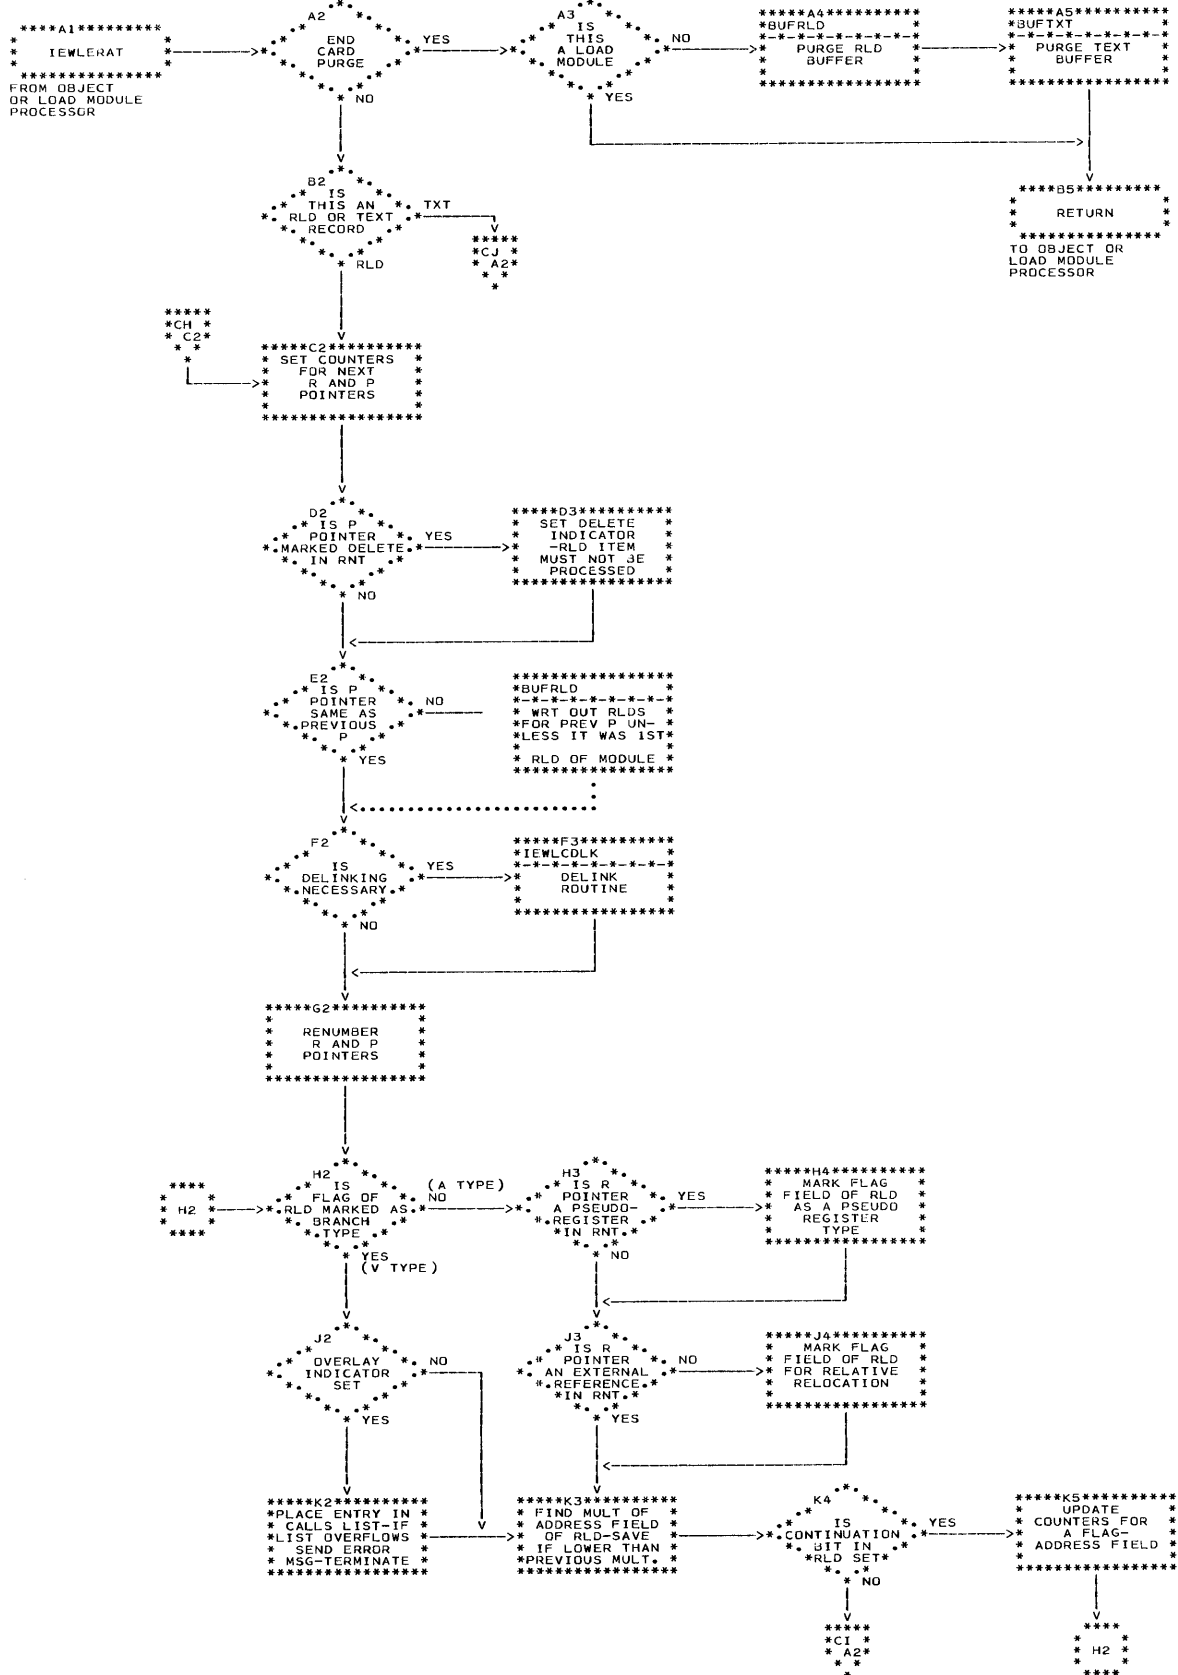 A1
IEWLERAT
FROM OBJECT
OR LOAD MODULE
PROCESSOR
A2
END
CARD
PURGE
YES
NO
A3
IS
THIS
A LOAD
MODULE
NO
YES
A4
BUFRLD
PURGE RLD
BUFFER
A5
BUFTXT
PURGE TEXT
BUFFER
B2
IS
THIS AN
RLD OR TEXT
RECORD
TXT
RLD
CJ
A2
B5
RETURN
TO OBJECT OR
LOAD MODULE
PROCESSOR
CH
C2
C2
SET COUNTERS
FOR NEXT
R AND P
POINTERS
D2
IS P
POINTER
MARKED DELETE
IN RNT
YES
NO
D3
SET DELETE
INDICATOR
-RLD ITEM
MUST NOT BE
PROCESSED
E2
IS P
POINTER
SAME AS
PREVIOUS
P
NO
YES
BUFRLD
WRT OUT RLDS
FOR PREV P UN-
LESS IT WAS 1ST
RLD OF MODULE
F2
IS
DELINKING
NECESSARY
YES
NO
F3
IEWLCDLK
DELINK
ROUTINE
G2
RENUMBER
R AND P
POINTERS
H2
H2
IS
FLAG OF
RLD MARKED AS
BRANCH
TYPE
(A TYPE)
NO
YES
(V TYPE)
H3
IS R
POINTER
A PSEUDO-
REGISTER
IN RNT
YES
NO
H4
MARK FLAG
FIELD OF RLD
AS A PSEUDO
REGISTER
TYPE
J2
OVERLAY
INDICATOR
SET
NO
YES
J3
IS R
POINTER
AN EXTERNAL
REFERENCE
IN RNT
NO
YES
J4
MARK FLAG
FIELD OF RLD
FOR RELATIVE
RELOCATION
K2
PLACE ENTRY IN
CALLS LIST-IF
LIST OVERFLOWS
SEND ERROR
MSG-TERMINATE
K3
FIND MULT OF
ADDRESS FIELD
OF RLD-SAVE
IF LOWER THAN
PREVIOUS MULT.
K4
IS
CONTINUATION
BIT IN
RLD SET
YES
NO
K5
UPDATE
COUNTERS FOR
A FLAG-
ADDRESS FIELD
CI
A2
H2